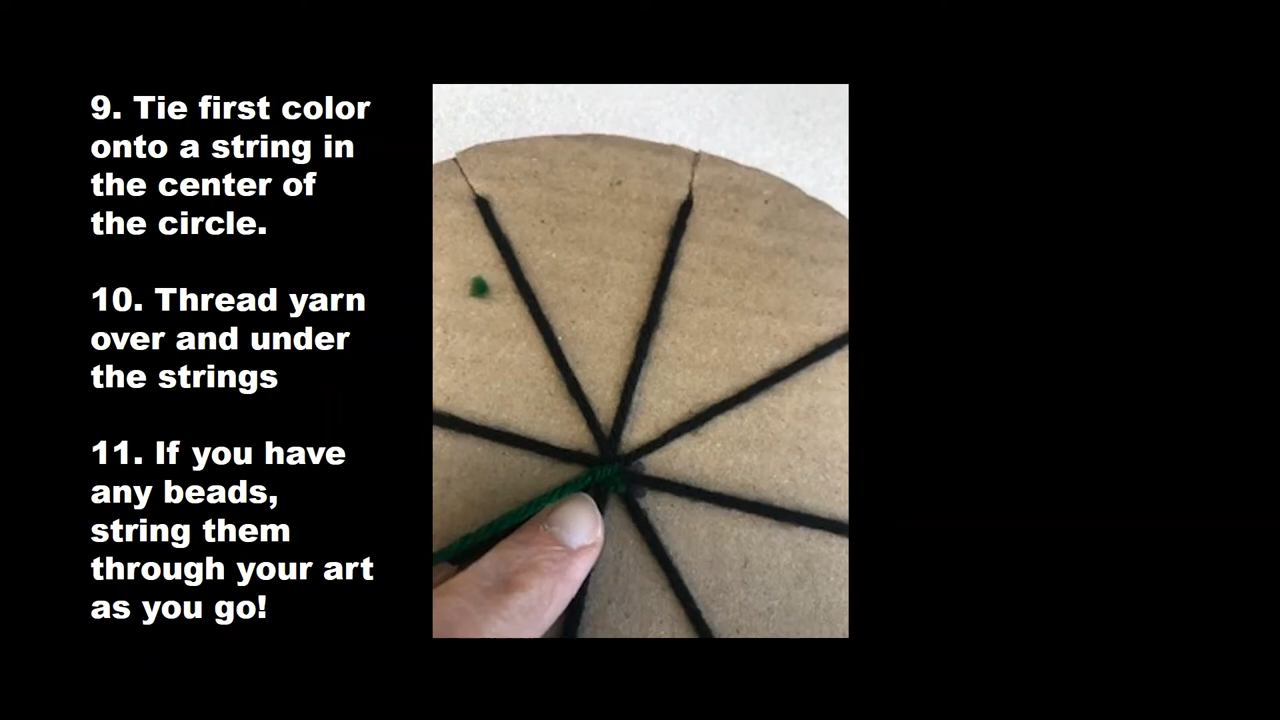 9. Tie first color
onto a string in
the center of
the circle.
10. Thread yarn
over and under
the strings
11. If you have
any beads,
string them
through your art
as you go!